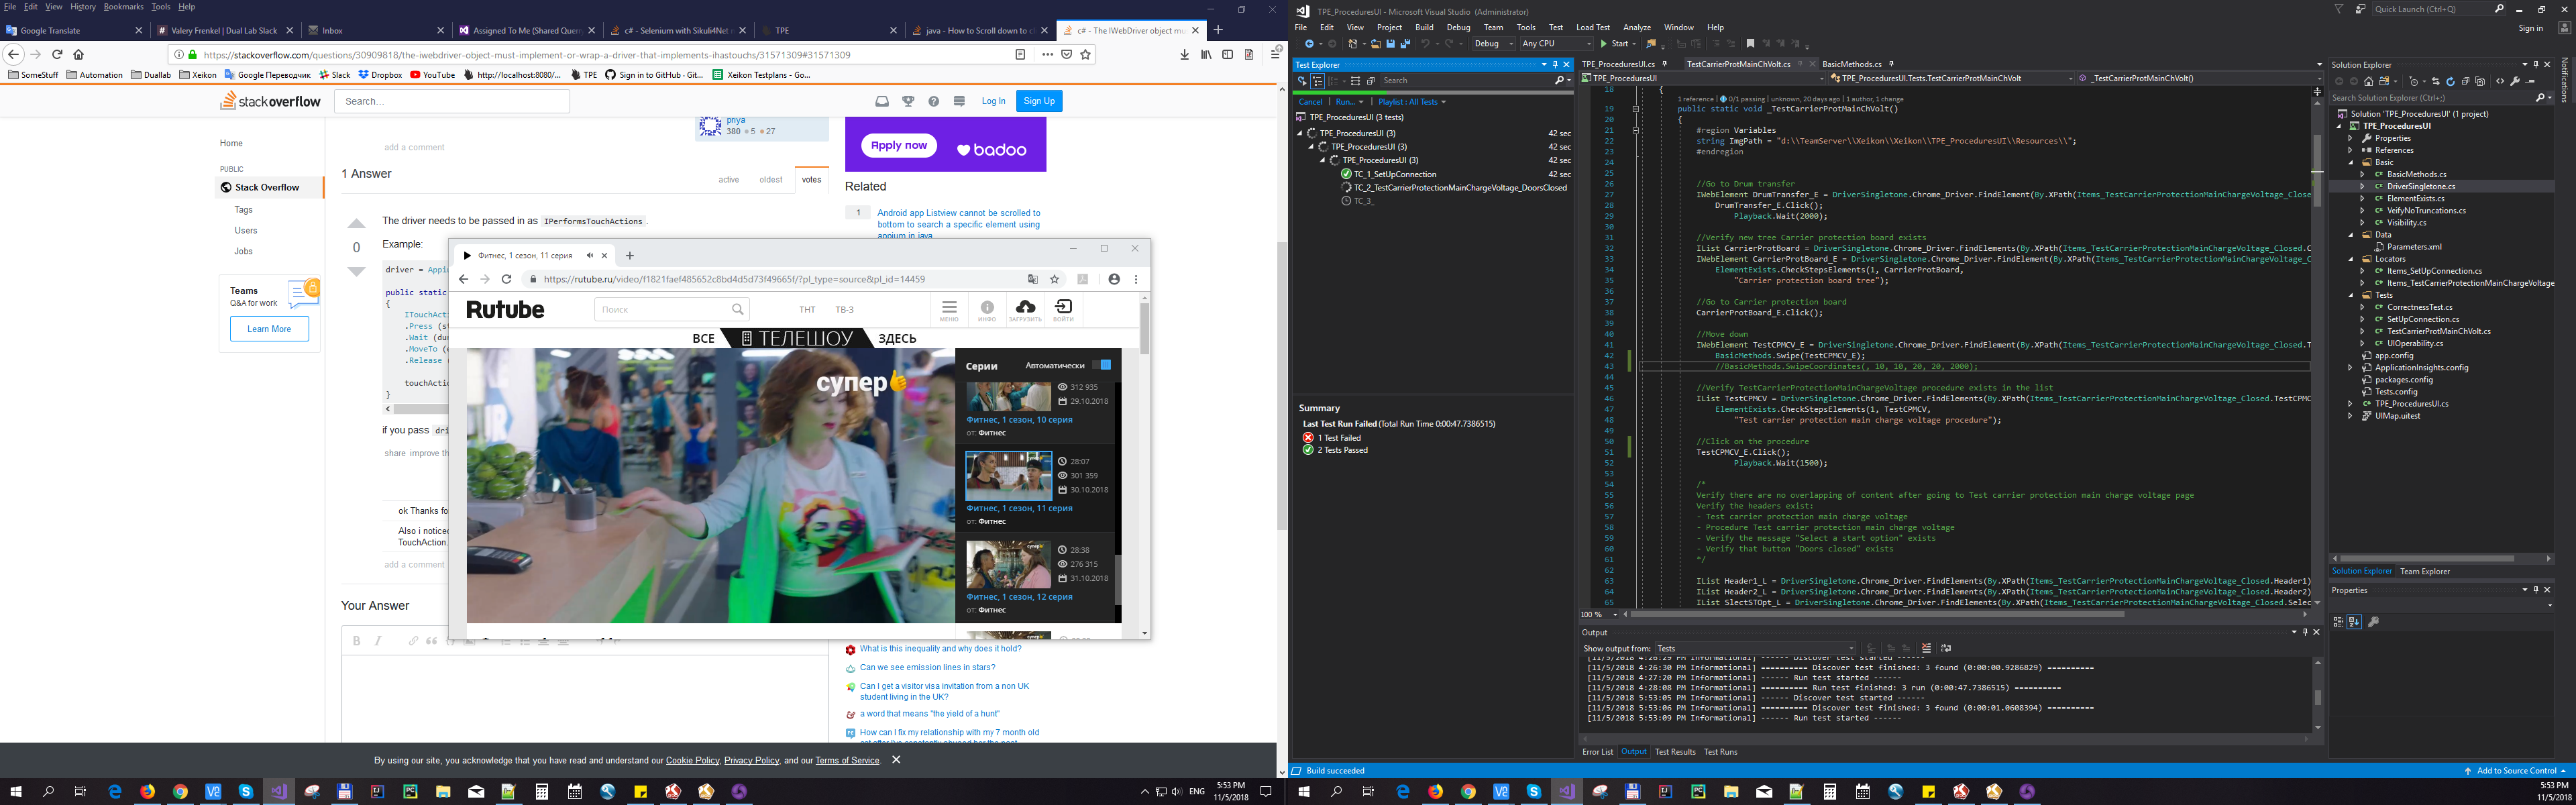 File Edit View History Bookmarks Tools Help
Google Translate
Valery Frenkel | Dual Lab Slack
Inbox
Assigned To Me (Shared Query
c# - Selenium with Sikuli4Net
TPE
java - How to Scroll down to c
c# - The IWebDriver object mu
https://stackoverflow.com/questions/30909818/the-iwebdriver-object-must-implement-or-wrap-a-driver-that-implements-ihastouchs/31571309#31571309
SomeStuff Automation Duallab Xeikon Google Переводчик Slack Dropbox YouTube http://localhost:8080/... TPE Sign in to GitHub · Git... Xeikon Testplans - Go...
stackoverflow
Search...
Log In
Sign Up
Home
PUBLIC
Stack Overflow
Tags
Users
Jobs
Teams
Q&A for work
Learn More
priya
380 5 27
add a comment
1 Answer
active oldest votes
0
The driver needs to be passed in as IPerformsTouchActions.
Example:
driver = Appiu
public static
{
ITouchActi
.Press (st
.Wait (dur
.MoveTo (e
.Release (
touchActio
}
if you pass dri
share improve th
ok Thanks fo
Also i notice
TouchAction.
add a comment
Your Answer
Apply now
badoo
Related
1
Android app Listview cannot be scrolled to
bottom to search a specific element using
appium in java
What is this inequality and why does it hold?
Can we see emission lines in stars?
Can I get a visitor visa invitation from a non UK
student living in the UK?
a word that means "the yield of a hunt"
How can I fix my relationship with my 7 month old
By using our site, you acknowledge that you have read and understand our Cookie Policy, Privacy Policy, and our Terms of Service.
Фитнес, 1 сезон, 11 серия
https://rutube.ru/video/f1821faef485652c8bd4d5d73f49665f/?pl_type=source&pl_id=14459
Rutube
Поиск
ТНТ ТВ-3
МЕНЮ
ИНФО
ЗАГРУЗИТЬ
ВОЙТИ
ВСЕ ТЕЛЕШОУ ЗДЕСЬ
супер
Серии Автоматически
312 935
29.10.2018
Фитнес, 1 сезон, 10 серия
от: Фитнес
28:07
301 359
30.10.2018
Фитнес, 1 сезон, 11 серия
от: Фитнес
28:38
276 315
31.10.2018
Фитнес, 1 сезон, 12 серия
от: Фитнес
ENG
5:53 PM
11/5/2018
TPE_ProceduresUI - Microsoft Visual Studio (Administrator)
Quick Launch (Ctrl+Q)
File Edit View Project Build Debug Team Tools Test Load Test Analyze Window Help
Sign in
Debug Any CPU Start
Test Explorer
Search
Cancel | Run... | Playlist : All Tests
TPE_ProceduresUI (3 tests)
TPE_ProceduresUI (3) 42 sec
TPE_ProceduresUI (3) 42 sec
TPE_ProceduresUI (3) 42 sec
TC_1_SetUpConnection 42 sec
TC_2_TestCarrierProtectionMainChargeVoltage_DoorsClosed
TC_3_
Summary
Last Test Run Failed (Total Run Time 0:00:47.7386515)
1 Test Failed
2 Tests Passed
TPE_ProceduresUI.cs TestCarrierProtMainChVolt.cs BasicMethods.cs
TPE_ProceduresUI TPE_ProceduresUI.Tests.TestCarrierProtMainChVolt _TestCarrierProtMainChVolt()
18 {
1 reference | 0/1 passing | unknown, 20 days ago | 1 author, 1 change
19 public static void _TestCarrierProtMainChVolt()
20 {
21 #region Variables
22 string ImgPath = "d:\\TeamServer\\Xeikon\\Xeikon\\TPE_ProceduresUI\\Resources\\";
23 #endregion
24
25
26 //Go to Drum transfer
27 IWebElement DrumTransfer_E = DriverSingletone.Chrome_Driver.FindElement(By.XPath(Items_TestCarrierProtectionMainChargeVoltage_Close
28 DrumTransfer_E.Click();
29 Playback.Wait(2000);
30
31 //Verify new tree Carrier protection board exists
32 IList CarrierProtBoard = DriverSingletone.Chrome_Driver.FindElements(By.XPath(Items_TestCarrierProtectionMainChargeVoltage_Closed.C
33 IWebElement CarrierProtBoard_E = DriverSingletone.Chrome_Driver.FindElement(By.XPath(Items_TestCarrierProtectionMainChargeVoltage_C
34 ElementExists.CheckStepsElements(1, CarrierProtBoard,
35 "Carrier protection board tree");
36
37 //Go to Carrier protection board
38 CarrierProtBoard_E.Click();
39
40 //Move down
41 IWebElement TestCPMCV_E = DriverSingletone.Chrome_Driver.FindElement(By.XPath(Items_TestCarrierProtectionMainChargeVoltage_Closed.T
42 BasicMethods.Swipe(TestCPMCV_E);
43 //BasicMethods.SwipeCoordinates(, 10, 10, 20, 20, 2000);
44
45 //Verify TestCarrierProtectionMainChargeVoltage procedure exists in the list
46 IList TestCPMCV = DriverSingletone.Chrome_Driver.FindElements(By.XPath(Items_TestCarrierProtectionMainChargeVoltage_Closed.TestCPMC
47 ElementExists.CheckStepsElements(1, TestCPMCV,
48 "Test carrier protection main charge voltage procedure");
49
50 //Click on the procedure
51 TestCPMCV_E.Click();
52 Playback.Wait(1500);
53
54 /*
55 Verify there are no overlapping of content after going to Test carrier protection main charge voltage page
56 Verify the headers exist:
57 - Test carrier protection main charge voltage
58 - Procedure Test carrier protection main charge voltage
59 - Verify the message "Select a start option" exists
60 - Verify that button "Doors closed" exists
61 */
62
63 IList Header1_L = DriverSingletone.Chrome_Driver.FindElements(By.XPath(Items_TestCarrierProtectionMainChargeVoltage_Closed.Header1)
64 IList Header2_L = DriverSingletone.Chrome_Driver.FindElements(By.XPath(Items_TestCarrierProtectionMainChargeVoltage_Closed.Header2)
65 IList SlectSTOpt_L = DriverSingletone.Chrome_Driver.FindElements(By.XPath(Items_TestCarrierProtectionMainChargeVoltage_Closed.Selec
100 %
Output
Show output from: Tests
[11/5/2018 4:26:29 PM Informational] ------ Discover test started ------
[11/5/2018 4:26:30 PM Informational] ========== Discover test finished: 3 found (0:00:00.9286829) ==========
[11/5/2018 4:27:20 PM Informational] ------ Run test started ------
[11/5/2018 4:28:08 PM Informational] ========== Run test finished: 3 run (0:00:47.7386515) ==========
[11/5/2018 5:53:05 PM Informational] ------ Discover test started ------
[11/5/2018 5:53:06 PM Informational] ========== Discover test finished: 3 found (0:00:01.0608394) ==========
[11/5/2018 5:53:09 PM Informational] ------ Run test started ------
Error List Output Test Results Test Runs
Build succeeded
Add to Source Control
Solution Explorer
Search Solution Explorer (Ctrl+;)
Solution 'TPE_ProceduresUI' (1 project)
TPE_ProceduresUI
Properties
References
Basic
BasicMethods.cs
DriverSingletone.cs
ElementExists.cs
VeifyNoTruncations.cs
Visibility.cs
Data
Parameters.xml
Locators
Items_SetUpConnection.cs
Items_TestCarrierProtectionMainChargeVoltage
Tests
CorrectnessTest.cs
SetUpConnection.cs
TestCarrierProtMainChVolt.cs
UIOperability.cs
app.config
ApplicationInsights.config
packages.config
Tests.config
TPE_ProceduresUI.cs
UIMap.uitest
Solution Explorer Team Explorer
Properties
Notifications
5:53 PM
11/5/2018